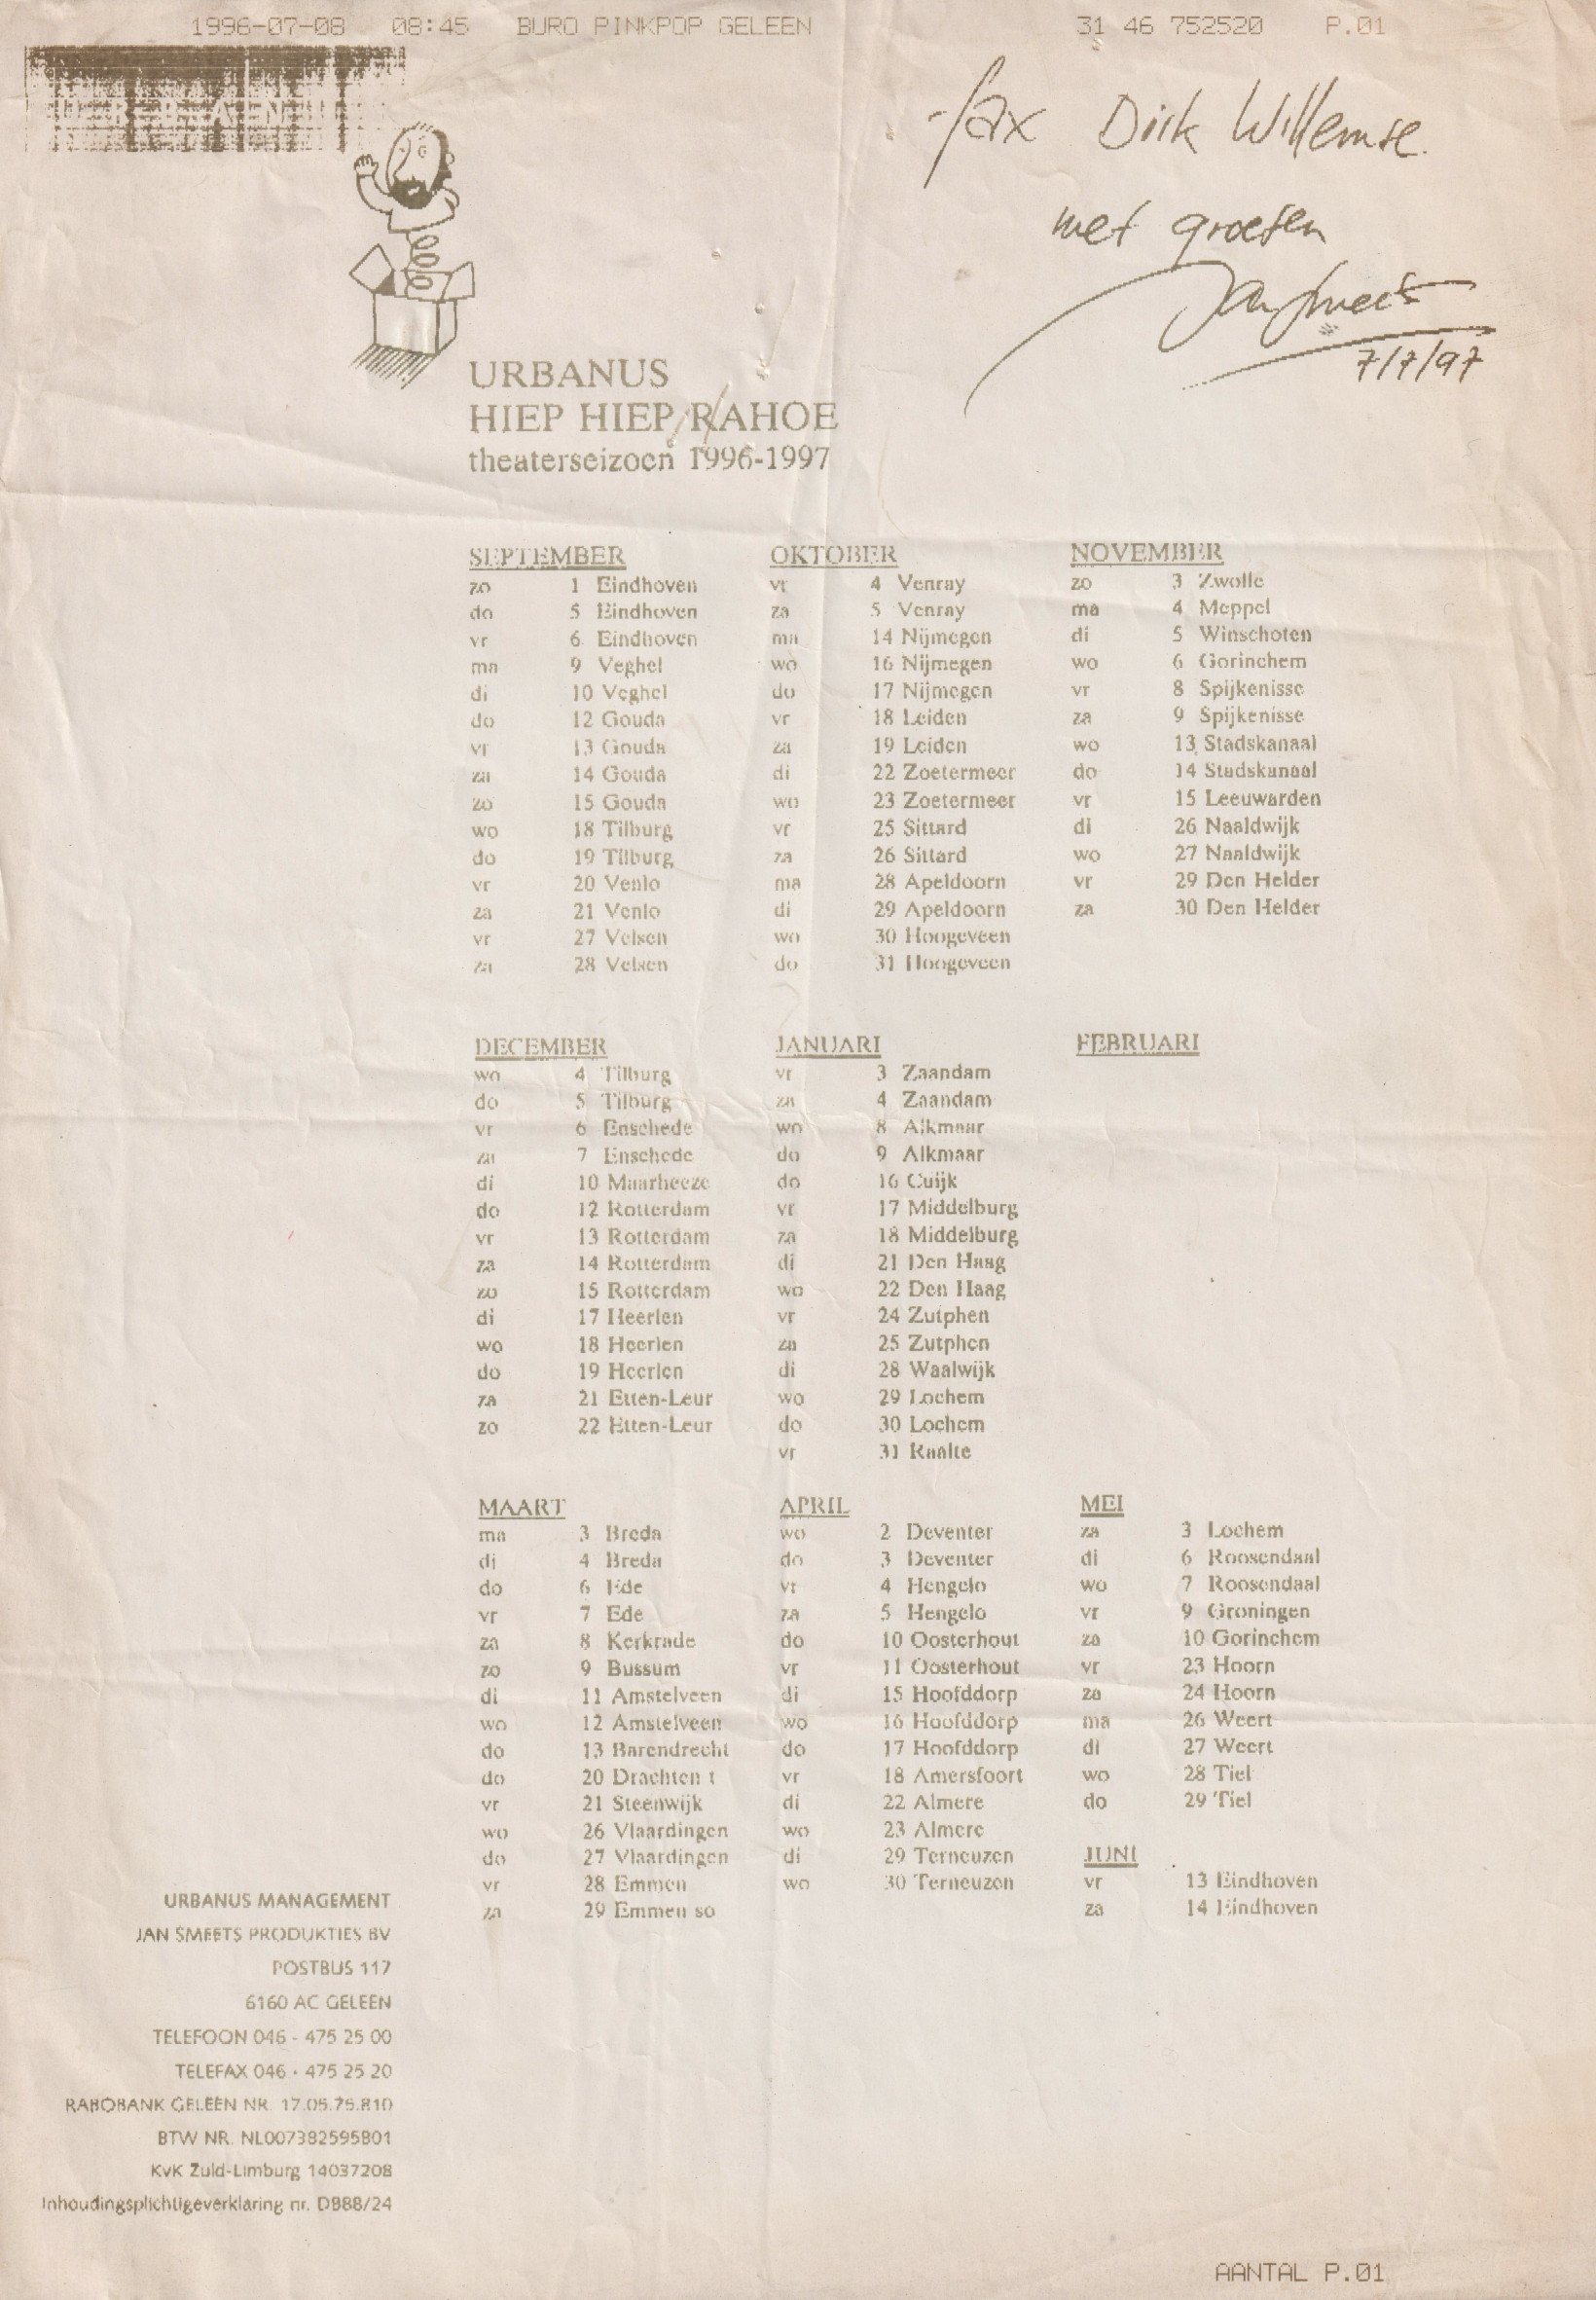 1996-07-08 08:45 BURO PINKPOP GELEEN 31 46 752520 P.01
fax Dirk Willemse.
met groeten
Jan Smeets
7/7/97
URBANUS
HIEP HIEP RAHOE
theaterseizoen 1996-1997
SEPTEMBER
zo 1 Eindhoven
do 5 Eindhoven
vr 6 Eindhoven
ma 9 Veghel
di 10 Veghel
do 12 Gouda
vr 13 Gouda
za 14 Gouda
zo 15 Gouda
wo 18 Tilburg
do 19 Tilburg
vr 20 Venlo
za 21 Venlo
vr 27 Velsen
za 28 Velsen
OKTOBER
vr 4 Venray
za 5 Venray
ma 14 Nijmegen
wo 16 Nijmegen
do 17 Nijmegen
vr 18 Leiden
za 19 Leiden
di 22 Zoetermeer
wo 23 Zoetermeer
vr 25 Sittard
za 26 Sittard
ma 28 Apeldoorn
di 29 Apeldoorn
wo 30 Hoogeveen
do 31 Hoogeveen
NOVEMBER
zo 3 Zwolle
ma 4 Meppel
di 5 Winschoten
wo 6 Gorinchem
vr 8 Spijkenisse
za 9 Spijkenisse
wo 13 Stadskanaal
do 14 Stadskanaal
vr 15 Leeuwarden
di 26 Naaldwijk
wo 27 Naaldwijk
vr 29 Den Helder
za 30 Den Helder
DECEMBER
wo 4 Tilburg
do 5 Tilburg
vr 6 Enschede
za 7 Enschede
di 10 Maarheeze
do 12 Rotterdam
vr 13 Rotterdam
za 14 Rotterdam
zo 15 Rotterdam
di 17 Heerlen
wo 18 Heerlen
do 19 Heerlen
za 21 Etten-Leur
zo 22 Etten-Leur
JANUARI
vr 3 Zaandam
za 4 Zaandam
wo 8 Alkmaar
do 9 Alkmaar
do 16 Cuijk
vr 17 Middelburg
za 18 Middelburg
di 21 Den Haag
wo 22 Den Haag
vr 24 Zutphen
za 25 Zutphen
di 28 Waalwijk
wo 29 Lochem
do 30 Lochem
vr 31 Raalte
FEBRUARI
MAART
ma 3 Breda
di 4 Breda
do 6 Ede
vr 7 Ede
za 8 Kerkrade
zo 9 Bussum
di 11 Amstelveen
wo 12 Amstelveen
do 13 Barendrecht
do 20 Drachten t
vr 21 Steenwijk
wo 26 Vlaardingen
do 27 Vlaardingen
vr 28 Emmen
za 29 Emmen so
APRIL
wo 2 Deventer
do 3 Deventer
vr 4 Hengelo
za 5 Hengelo
do 10 Oosterhout
vr 11 Oosterhout
di 15 Hoofddorp
wo 16 Hoofddorp
do 17 Hoofddorp
vr 18 Amersfoort
di 22 Almere
wo 23 Almere
di 29 Terneuzen
wo 30 Terneuzen
MEI
za 3 Lochem
di 6 Roosendaal
wo 7 Roosendaal
vr 9 Groningen
za 10 Gorinchem
vr 23 Hoorn
za 24 Hoorn
ma 26 Weert
di 27 Weert
wo 28 Tiel
do 29 Tiel
JUNI
vr 13 Eindhoven
za 14 Eindhoven
URBANUS MANAGEMENT
JAN SMEETS PRODUKTIES BV
POSTBUS 117
6160 AC GELEEN
TELEFOON 046 - 475 25 00
TELEFAX 046 - 475 25 20
RABOBANK GELEEN NR. 17.05.75.810
BTW NR. NL007382595B01
KvK Zuid-Limburg 14037208
Inhoudingsplichtigeverklaring nr. DB88/24
AANTAL P.01